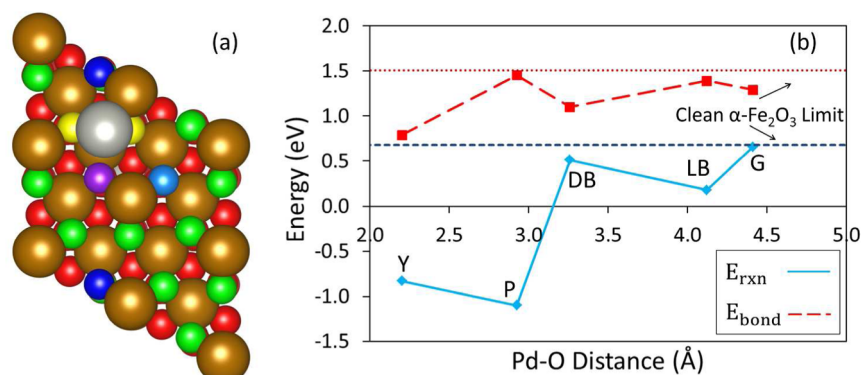 (a)
(b)
2.0
1.5
1.0
0.5
0.0
-0.5
-1.0
-1.5
Energy (eV)
Clean α-Fe₂O₃ Limit
Y
P
DB
LB
G
2.0 2.5 3.0 3.5 4.0 4.5 5.0
E_rxn
E_bond
Pd-O Distance (Å)